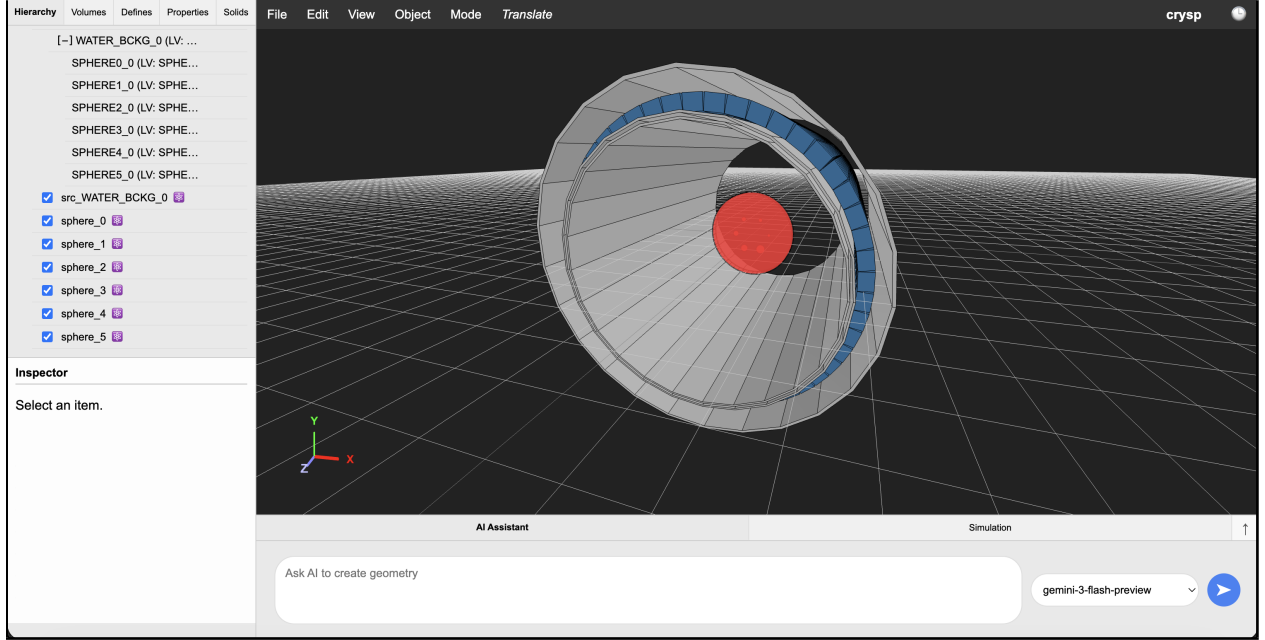 Hierarchy Volumes Defines Properties Solids
File Edit View Object Mode Translate crysp
[−] WATER_BCKG_0 (LV: ...
SPHERE0_0 (LV: SPHE...
SPHERE1_0 (LV: SPHE...
SPHERE2_0 (LV: SPHE...
SPHERE3_0 (LV: SPHE...
SPHERE4_0 (LV: SPHE...
SPHERE5_0 (LV: SPHE...
src_WATER_BCKG_0
sphere_0
sphere_1
sphere_2
sphere_3
sphere_4
sphere_5
Inspector
Select an item.
Y
X
Z
AI Assistant
Simulation
↑
Ask AI to create geometry
gemini-3-flash-preview